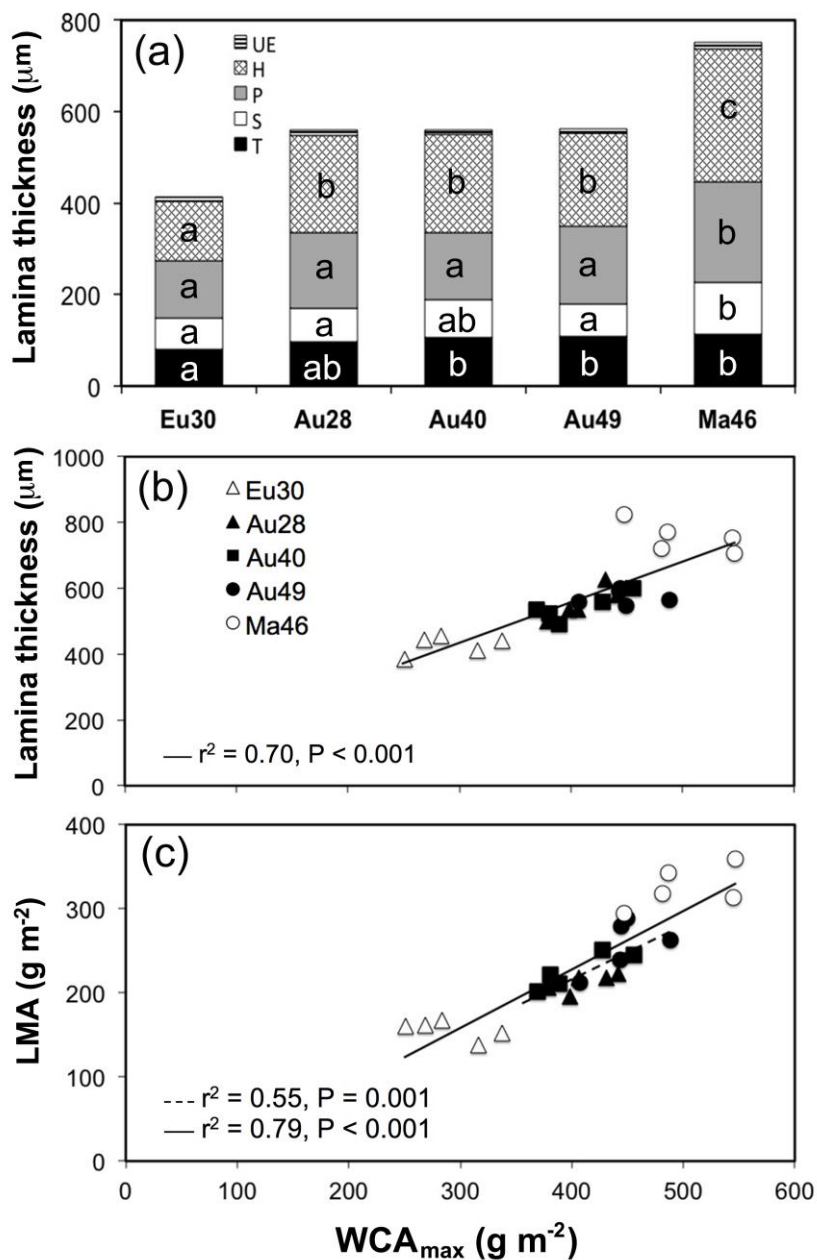 (a)
Lamina thickness (μm)
800
600
400
200
0
UE
H
P
S
T
a
a
a
a
b
a
a
ab
b
a
ab
b
b
a
a
b
c
b
b
b
Eu30 Au28 Au40 Au49 Ma46
(b)
Lamina thickness (μm)
1000
800
600
400
200
0
Eu30
Au28
Au40
Au49
Ma46
r² = 0.70, P < 0.001
(c)
LMA (g m⁻²)
400
300
200
100
0
r² = 0.55, P = 0.001
r² = 0.79, P < 0.001
0 100 200 300 400 500 600
WCAmax (g m⁻²)